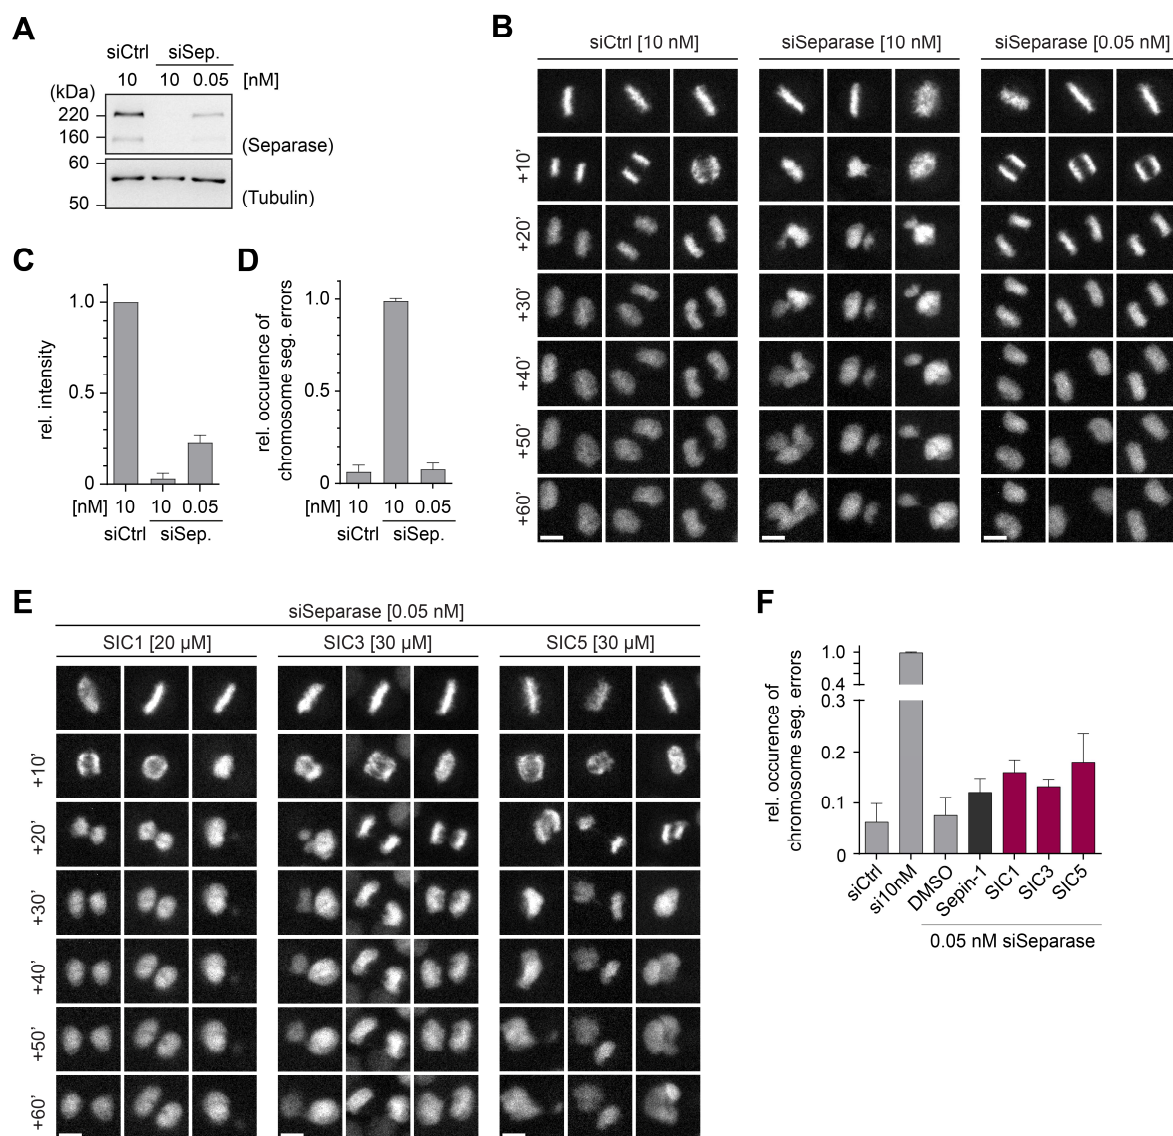 A
siCtrl siSep.
10 10 0.05 [nM]
(kDa)
220
160
(Separase)
60
(Tubulin)
50
B
siCtrl [10 nM] siSeparase [10 nM] siSeparase [0.05 nM]
+10'
+20'
+30'
+40'
+50'
+60'
C
rel. intensity
1.0
0.5
0
[nM] 10 10 0.05
siCtrl siSep.
D
rel. occurence of
chromosome seg. errors
1.0
0.5
0
[nM] 10 10 0.05
siCtrl siSep.
E
siSeparase [0.05 nM]
SIC1 [20 µM] SIC3 [30 µM] SIC5 [30 µM]
+10'
+20'
+30'
+40'
+50'
+60'
F
rel. occurence of
chromosome seg. errors
1.0
0.4
0.3
0.2
0.1
0
siCtrl
si10nM
DMSO
Sepin-1
SIC1
SIC3
SIC5
0.05 nM siSeparase